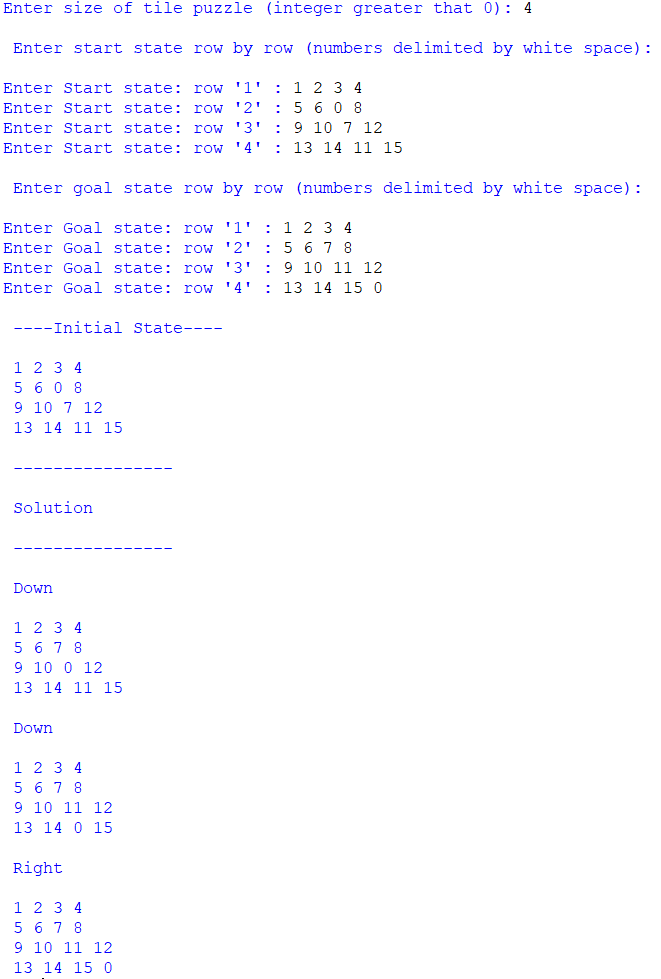 Enter size of tile puzzle (integer greater that 0): 4
Enter start state row by row (numbers delimited by white space):
Enter Start state: row '1' : 1 2 3 4
Enter Start state: row '2' : 5 6 0 8
Enter Start state: row '3' : 9 10 7 12
Enter Start state: row '4' : 13 14 11 15
Enter goal state row by row (numbers delimited by white space):
Enter Goal state: row '1' : 1 2 3 4
Enter Goal state: row '2' : 5 6 7 8
Enter Goal state: row '3' : 9 10 11 12
Enter Goal state: row '4' : 13 14 15 0
----Initial State----
1 2 3 4
5 6 0 8
9 10 7 12
13 14 11 15
----------------
Solution
----------------
Down
1 2 3 4
5 6 7 8
9 10 0 12
13 14 11 15
Down
1 2 3 4
5 6 7 8
9 10 11 12
13 14 0 15
Right
1 2 3 4
5 6 7 8
9 10 11 12
13 14 15 0